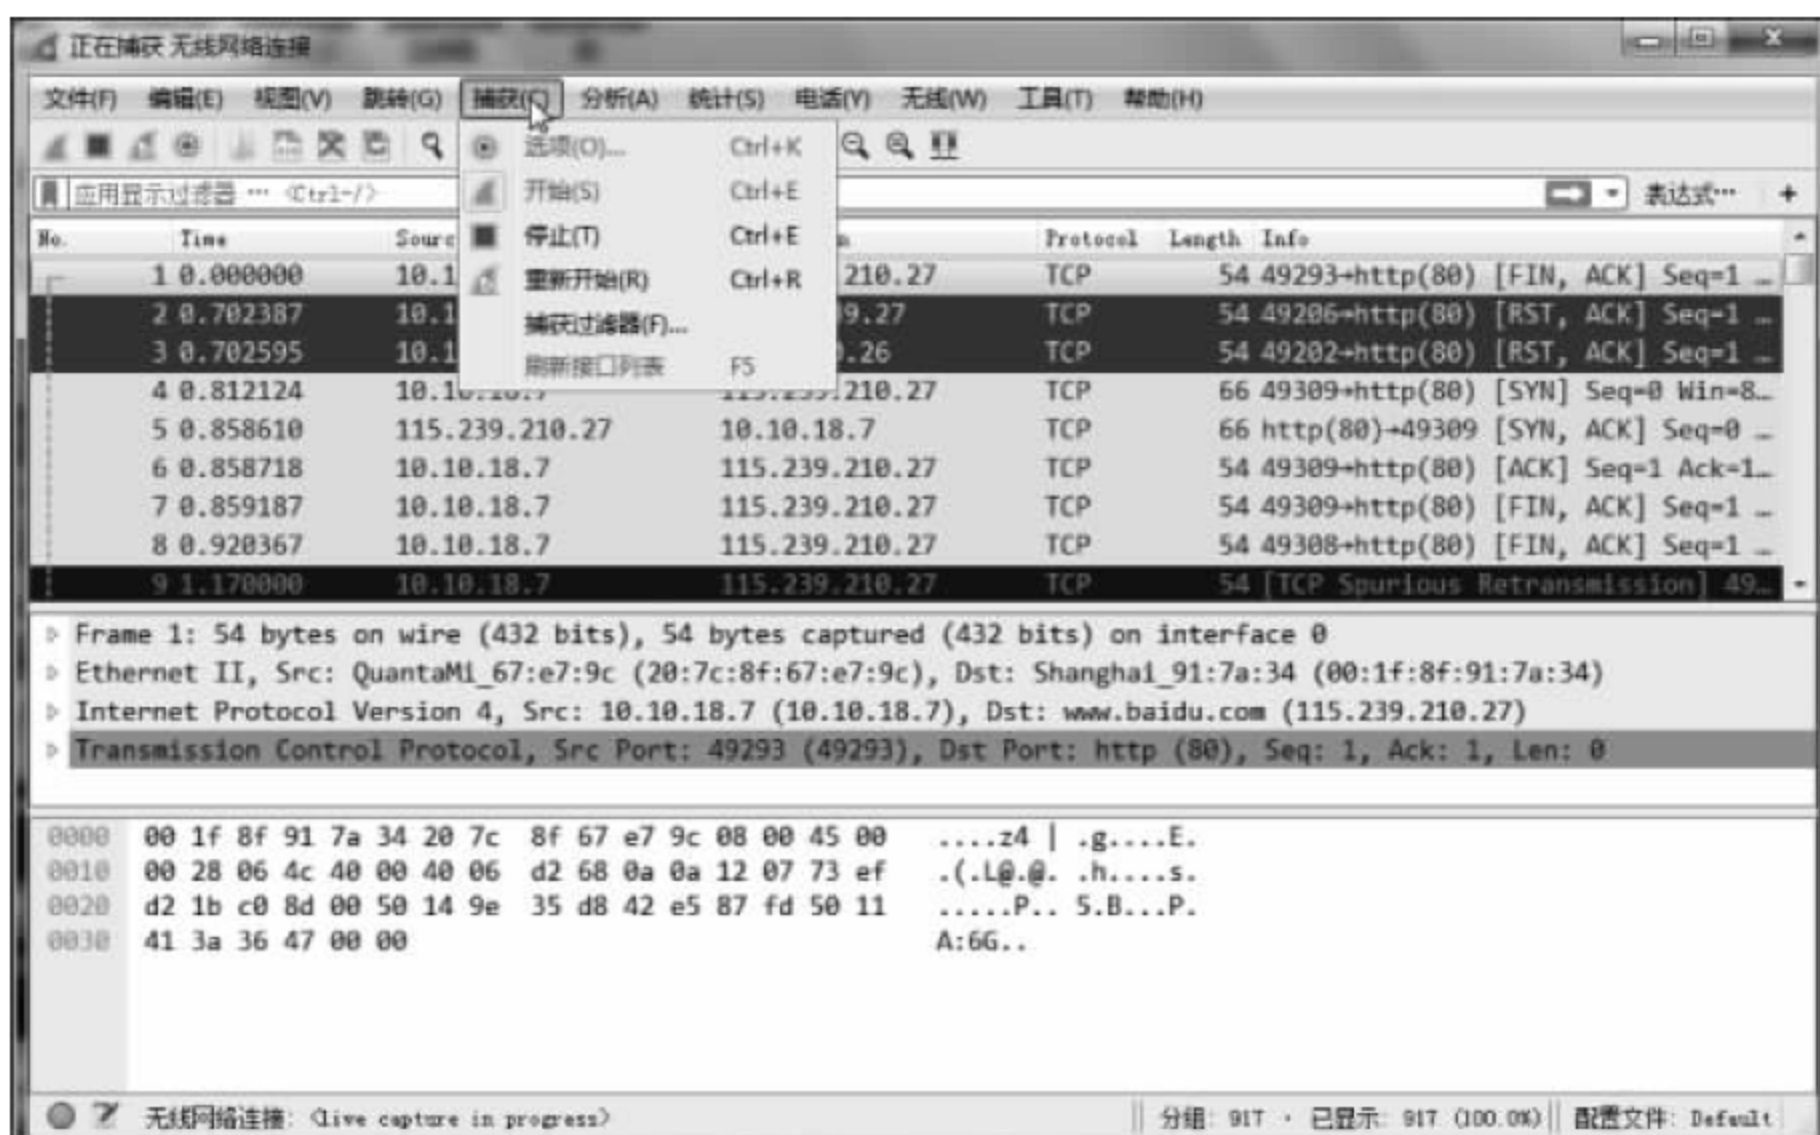 正在捕获 无线网络连接
文件(F) 编辑(E) 视图(V) 跳转(G) 捕获(C) 分析(A) 统计(S) 电话(Y) 无线(W) 工具(T) 帮助(H)
选项(O)... Ctrl+K
应用显示过滤器 … <Ctrl-/> 表达式… +
开始(S) Ctrl+E
停止(T) Ctrl+E
重新开始(R) Ctrl+R
捕获过滤器(F)...
刷新接口列表 F5
No. Time Sourc n Protocol Length Info
1 0.000000 10.1 210.27 TCP 54 49293→http(80) [FIN, ACK] Seq=1 …
2 0.702387 10.1 9.27 TCP 54 49206→http(80) [RST, ACK] Seq=1 …
3 0.702595 10.1 .26 TCP 54 49202→http(80) [RST, ACK] Seq=1 …
4 0.812124 10.10.18.7 115.239.210.27 TCP 66 49309→http(80) [SYN] Seq=0 Win=8…
5 0.858610 115.239.210.27 10.10.18.7 TCP 66 http(80)→49309 [SYN, ACK] Seq=0 …
6 0.858718 10.10.18.7 115.239.210.27 TCP 54 49309→http(80) [ACK] Seq=1 Ack=1…
7 0.859187 10.10.18.7 115.239.210.27 TCP 54 49309→http(80) [FIN, ACK] Seq=1 …
8 0.920367 10.10.18.7 115.239.210.27 TCP 54 49308→http(80) [FIN, ACK] Seq=1 …
9 1.170000 10.10.18.7 115.239.210.27 TCP 54 [TCP Spurious Retransmission] 49…
Frame 1: 54 bytes on wire (432 bits), 54 bytes captured (432 bits) on interface 0
Ethernet II, Src: QuantaMi_67:e7:9c (20:7c:8f:67:e7:9c), Dst: Shanghai_91:7a:34 (00:1f:8f:91:7a:34)
Internet Protocol Version 4, Src: 10.10.18.7 (10.10.18.7), Dst: www.baidu.com (115.239.210.27)
Transmission Control Protocol, Src Port: 49293 (49293), Dst Port: http (80), Seq: 1, Ack: 1, Len: 0
0000 00 1f 8f 91 7a 34 20 7c 8f 67 e7 9c 08 00 45 00 ....z4 | .g....E.
0010 00 28 06 4c 40 00 40 06 d2 68 0a 0a 12 07 73 ef .(.L@.@. .h....s.
0020 d2 1b c0 8d 00 50 14 9e 35 d8 42 e5 87 fd 50 11 .....P.. 5.B...P.
0030 41 3a 36 47 00 00 A:6G..
无线网络连接: <live capture in progress> 分组: 917 · 已显示: 917 (100.0%) 配置文件: Default